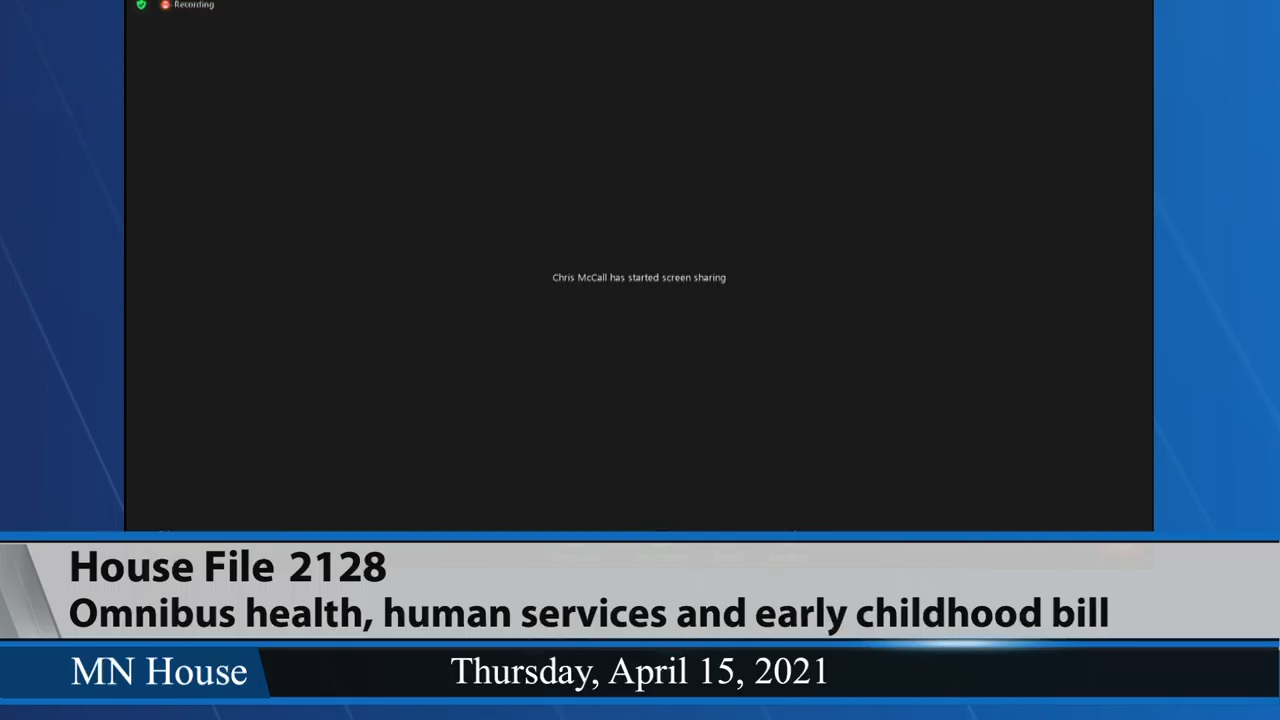 Recording
Chris McCall has started screen sharing
House File 2128
Omnibus health, human services and early childhood bill
MN House
Thursday, April 15, 2021